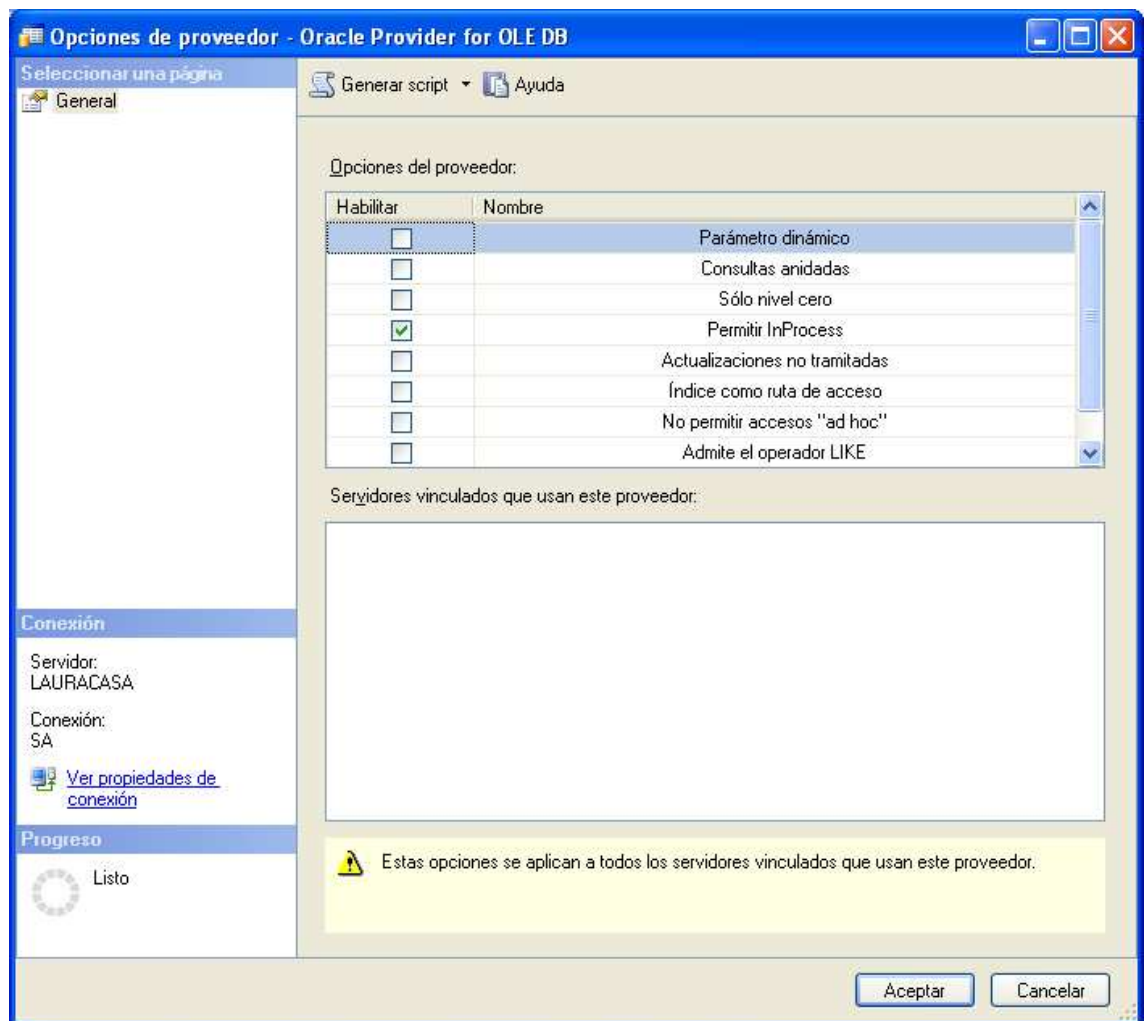 Opciones de proveedor - Oracle Provider for OLE DB
Seleccionar una página
General
Generar script
Ayuda
Opciones del proveedor:
Habilitar Nombre
Parámetro dinámico
Consultas anidadas
Sólo nivel cero
Permitir InProcess
Actualizaciones no tramitadas
Índice como ruta de acceso
No permitir accesos "ad hoc"
Admite el operador LIKE
Servidores vinculados que usan este proveedor:
Conexión
Servidor:
LAURACASA
Conexión:
SA
Ver propiedades de
conexión
Progreso
Listo
Estas opciones se aplican a todos los servidores vinculados que usan este proveedor.
Aceptar Cancelar